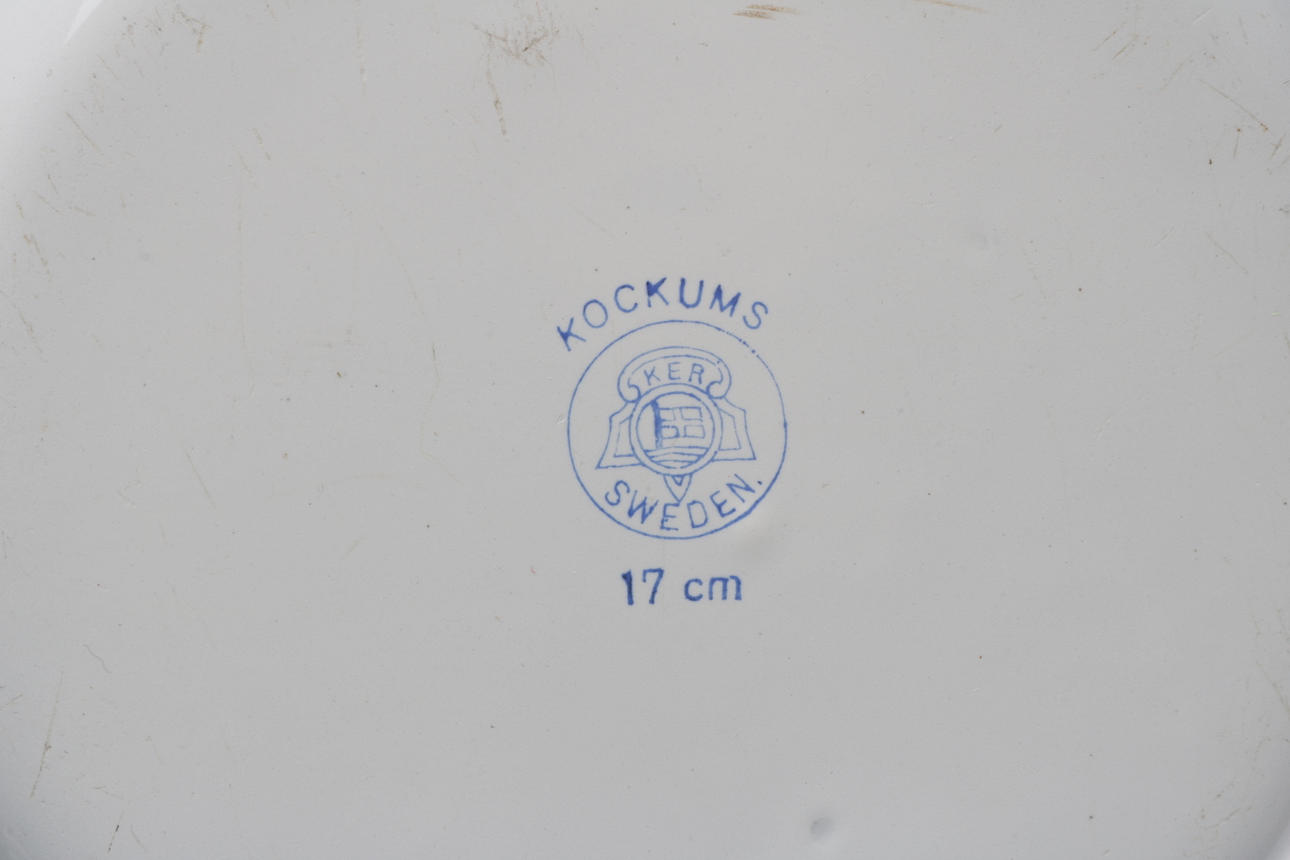 KOCKUMS
KER
SWEDEN.
17 cm